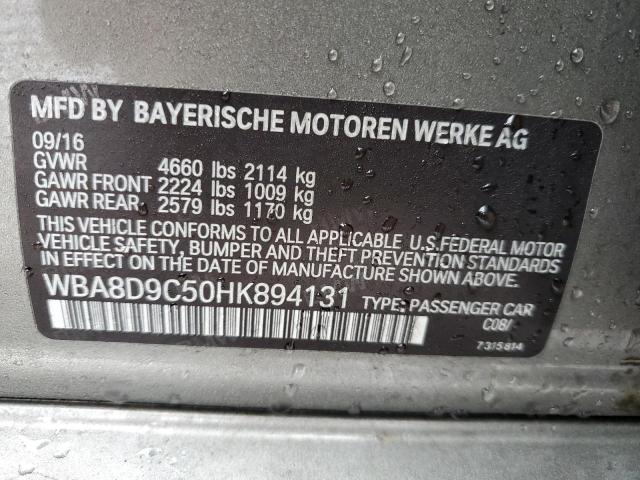 MFD BY BAYERISCHE MOTOREN WERKE AG
09/16
GVWR 4660 lbs 2114 kg
GAWR FRONT 2224 lbs 1009 kg
GAWR REAR 2579 lbs 1170 kg
THIS VEHICLE CONFORMS TO ALL APPLICABLE U.S.FEDERAL MOTOR
VEHICLE SAFETY, BUMPER AND THEFT PREVENTION STANDARDS
IN EFFECT ON THE DATE OF MANUFACTURE SHOWN ABOVE.
WBA8D9C50HK894131 TYPE: PASSENGER CAR
C08/
7315814